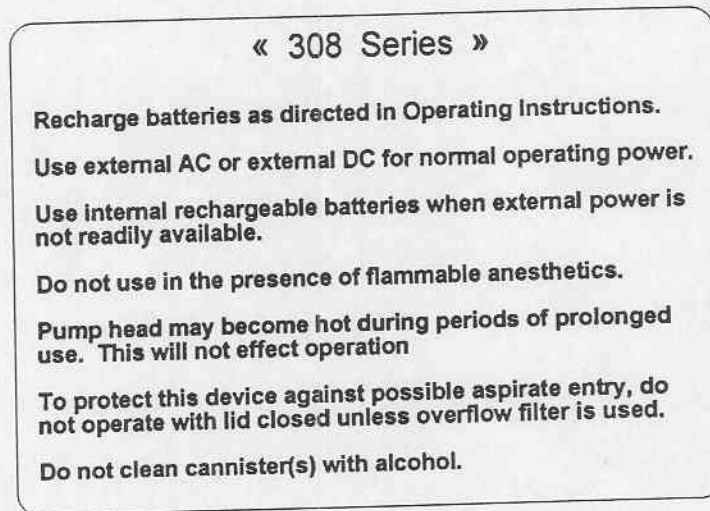 « 308 Series »
Recharge batteries as directed in Operating Instructions.
Use external AC or external DC for normal operating power.
Use internal rechargeable batteries when external power is
not readily available.
Do not use in the presence of flammable anesthetics.
Pump head may become hot during periods of prolonged
use.  This will not effect operation
To protect this device against possible aspirate entry, do
not operate with lid closed unless overflow filter is used.
Do not clean cannister(s) with alcohol.